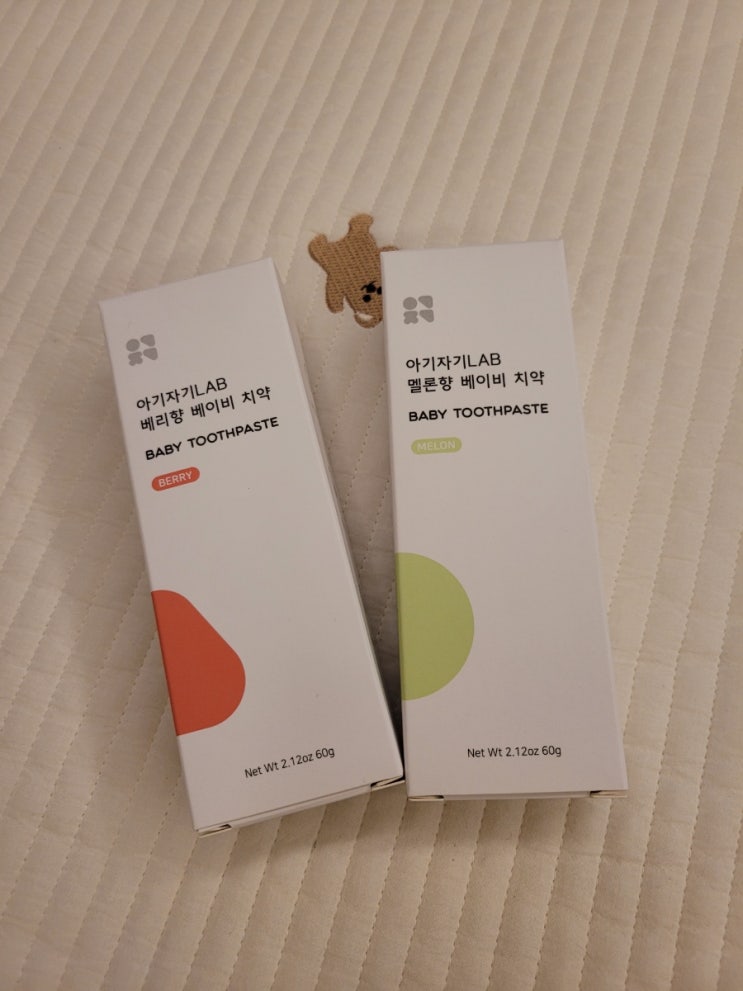 아기자기LAB
베리향 베이비 치약
BABY TOOTHPASTE
BERRY
Net Wt 2.12oz 60g
아기자기LAB
멜론향 베이비 치약
BABY TOOTHPASTE
MELON
Net Wt 2.12oz 60g